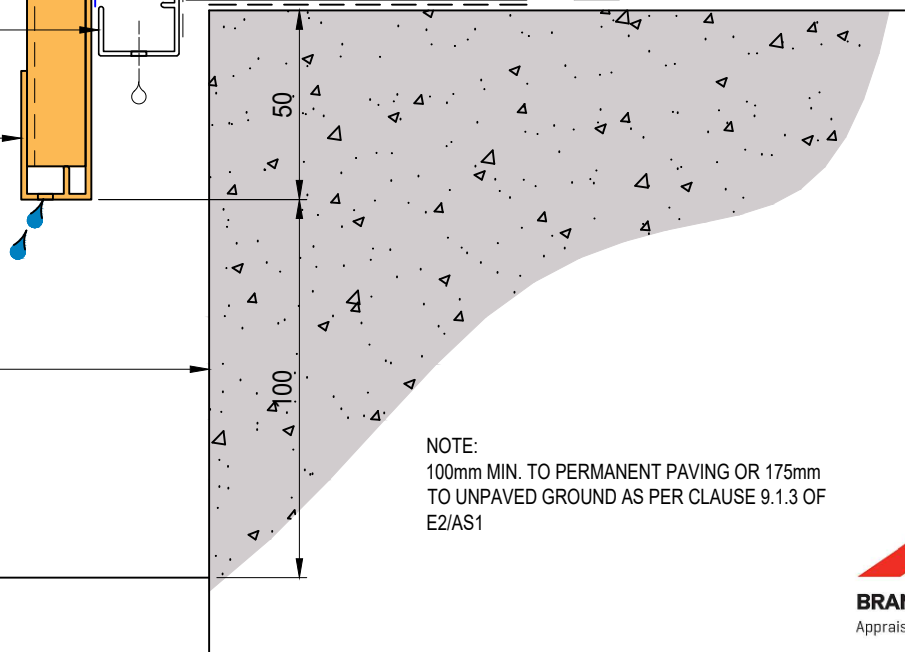 50
100
NOTE:
100mm MIN. TO PERMANENT PAVING OR 175mm
TO UNPAVED GROUND AS PER CLAUSE 9.1.3 OF
E2/AS1